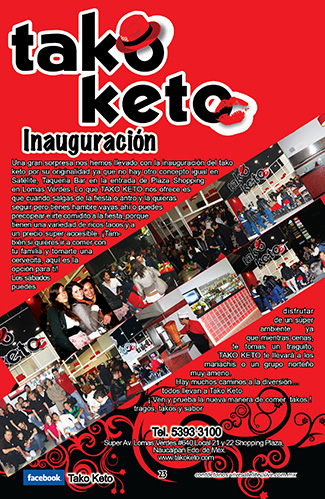 tako
keto
Inauguración
Una gran sorpresa nos hemos llevado con la inauguración del tako
keto por su originalidad ya que no hay otro concepto igual en
Satélite, Taquería Bar en la entrada de Plaza Shopping
en Lomas Verdes. Lo que TAKO KETO nos ofrece es
que cuando salgas de la fiesta o antro y la quieras
seguir pero tienes hambre vayas ahí o puedes
precopear e irte comidito a la fiesta, porque
tienen una variedad de ricos tacos y a
un precio super accesible. ¡Tam-
bién si quieres ir a comer con
tu familia y tomarte una
cervecita, aquí es la
opción para ti!
Los sábados
puedes
disfrutar
de un súper
ambiente ya
que mientras cenas,
te tomas un traguito,
TAKO KETO te llevará a los
mariachis o un grupo norteño
muy ameno.
Hay muchos caminos a la diversión...
todos llevan a Tako Keto
¡ Ven y prueba la nueva manera de comer takos !
tragos, takos y sabor.
Tel. 5393 3100
Super Av. Lomas Verdes #640 Local 21 y 22 Shopping Plaza,
Naucalpan Edo. de Mex.
www.takoketo.com
facebook Tako Keto
23